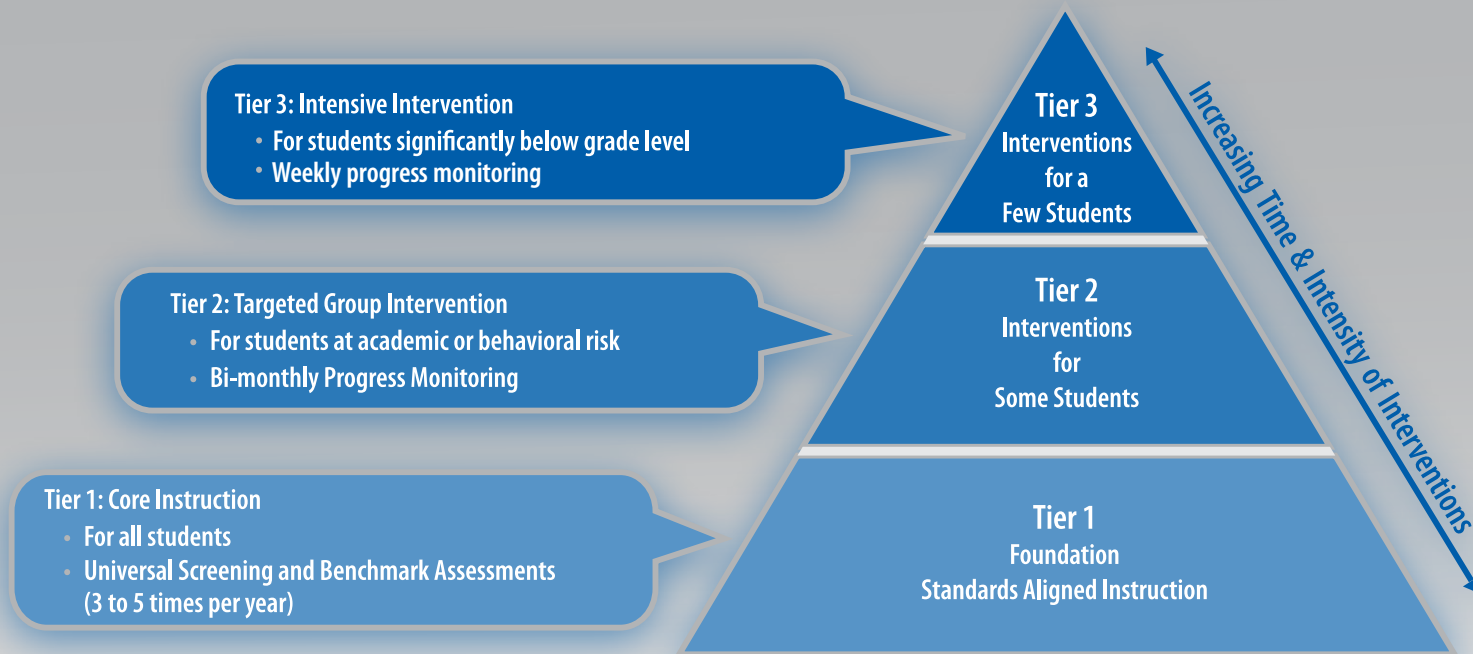 Tier 3: Intensive Intervention
• For students significantly below grade level
• Weekly progress monitoring
Tier 3
Interventions
for a
Few Students
Increasing Time & Intensity of Interventions
Tier 2: Targeted Group Intervention
• For students at academic or behavioral risk
• Bi-monthly Progress Monitoring
Tier 2
Interventions
for
Some Students
Tier 1: Core Instruction
• For all students
• Universal Screening and Benchmark Assessments
(3 to 5 times per year)
Tier 1
Foundation
Standards Aligned Instruction